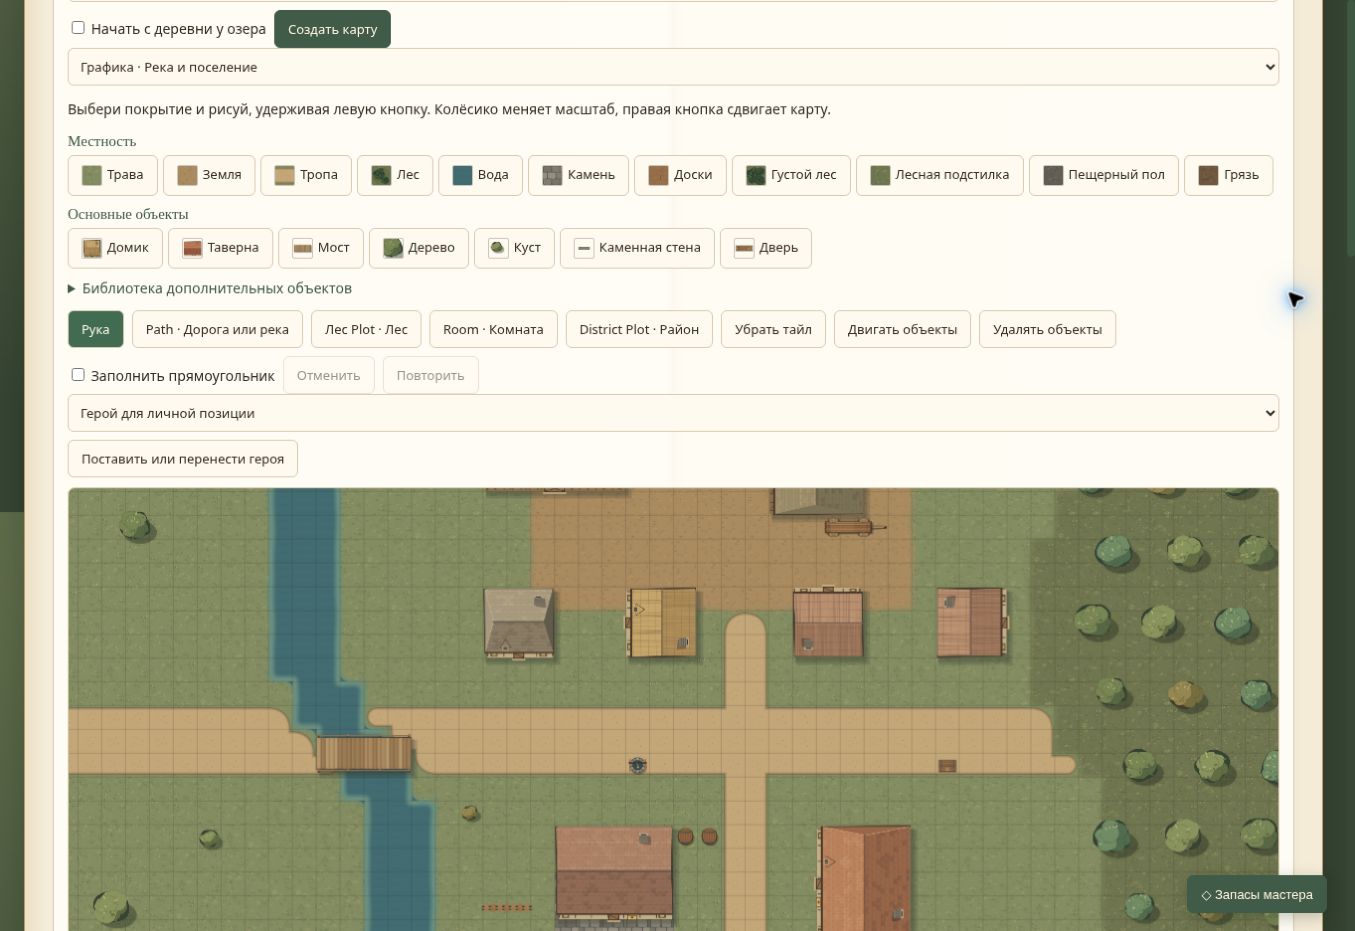 Начать с деревни у озера Создать карту
Графика · Река и поселение
Выбери покрытие и рисуй, удерживая левую кнопку. Колёсико меняет масштаб, правая кнопка сдвигает карту.
Местность
Трава Земля Тропа Лес Вода Камень Доски Густой лес Лесная подстилка Пещерный пол Грязь
Основные объекты
Домик Таверна Мост Дерево Куст Каменная стена Дверь
▶ Библиотека дополнительных объектов
Рука Path · Дорога или река Лес Plot · Лес Room · Комната District Plot · Район Убрать тайл Двигать объекты Удалять объекты
Заполнить прямоугольник Отменить Повторить
Герой для личной позиции
Поставить или перенести героя
◇ Запасы мастера